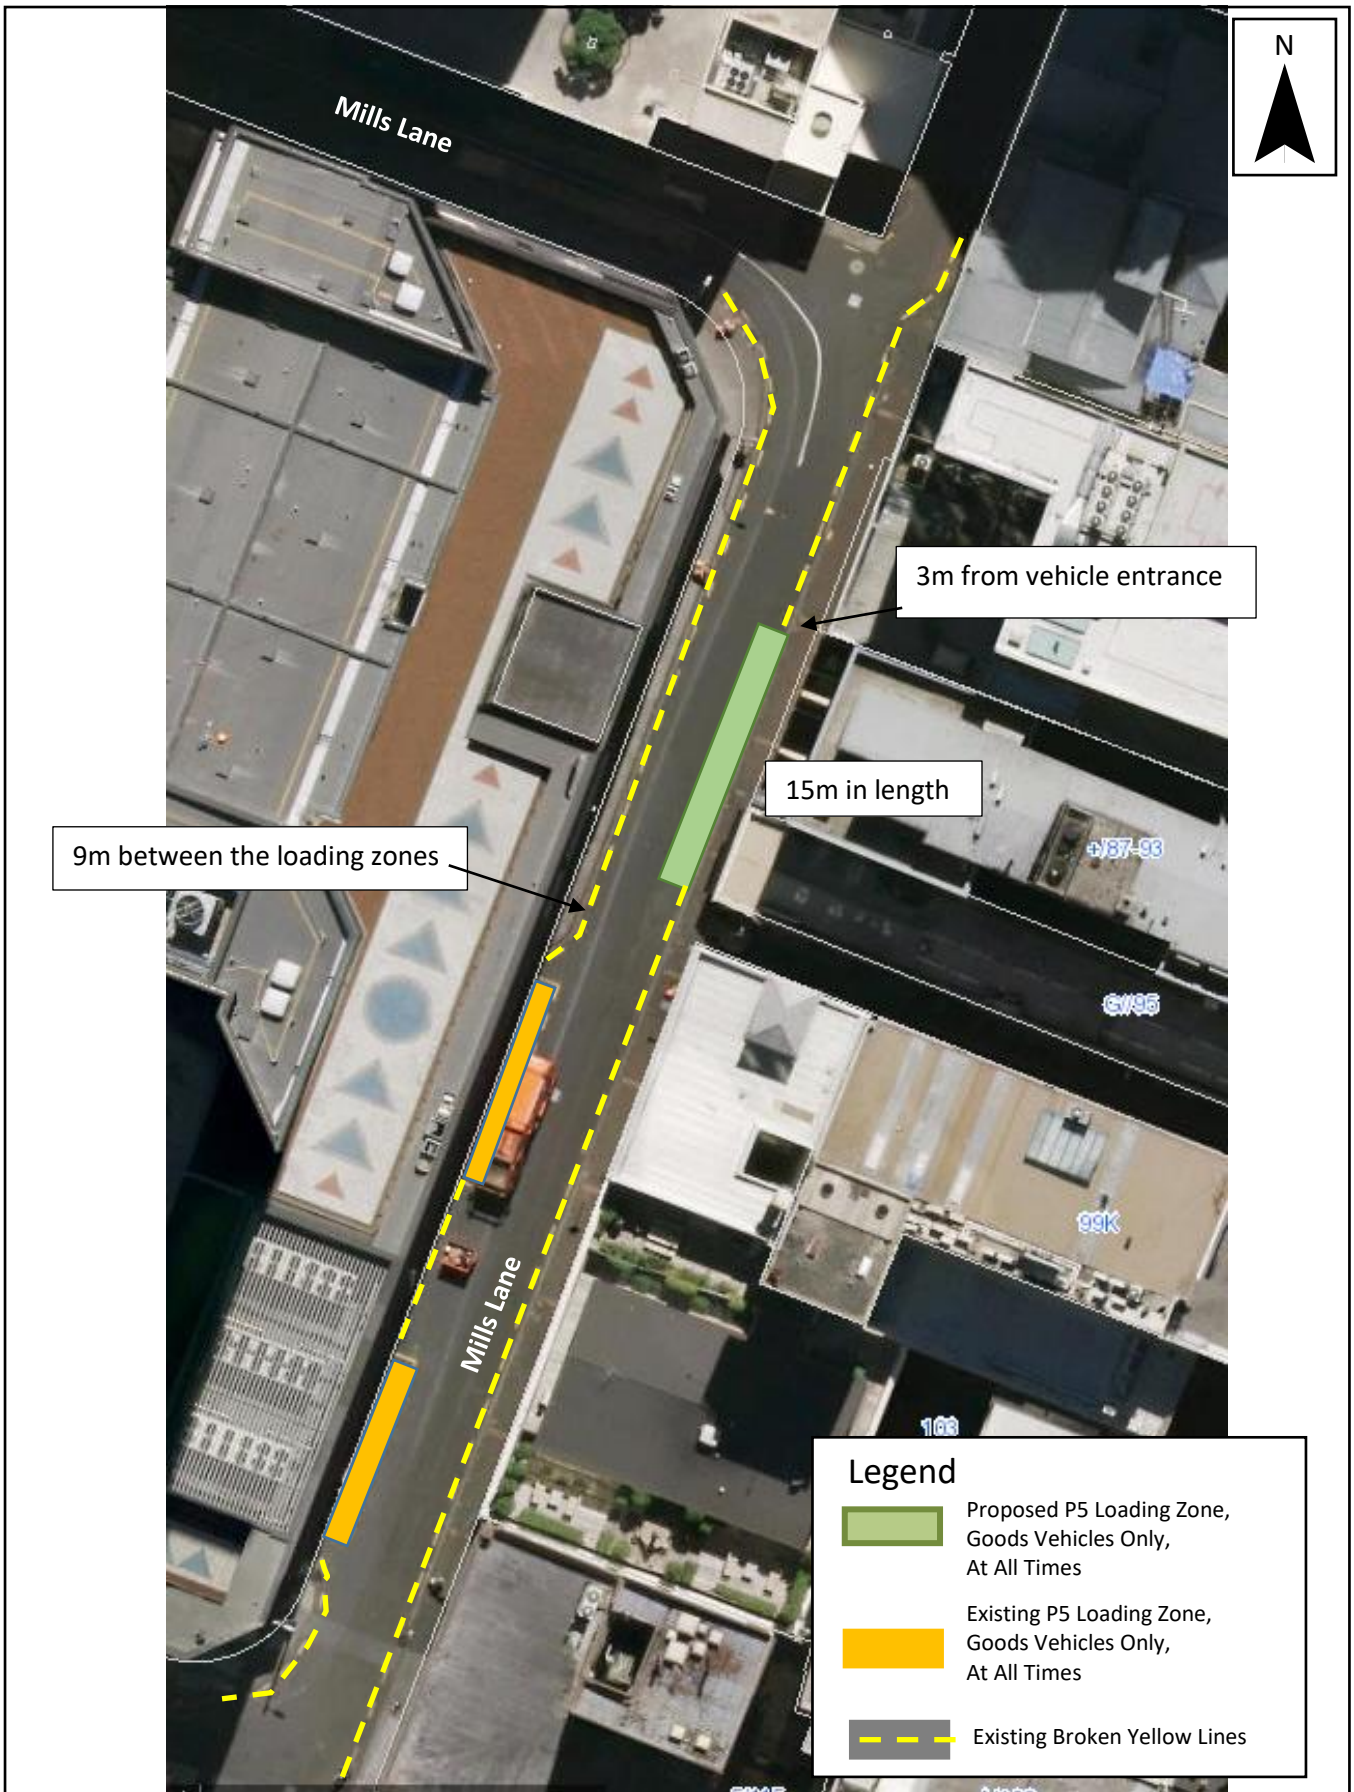 N
Mills Lane
3m from vehicle entrance
15m in length
+/87-93
9m between the loading zones
G//95
99K
Mills Lane
103
Legend
Proposed P5 Loading Zone,
Goods Vehicles Only,
At All Times
Existing P5 Loading Zone,
Goods Vehicles Only,
At All Times
Existing Broken Yellow Lines